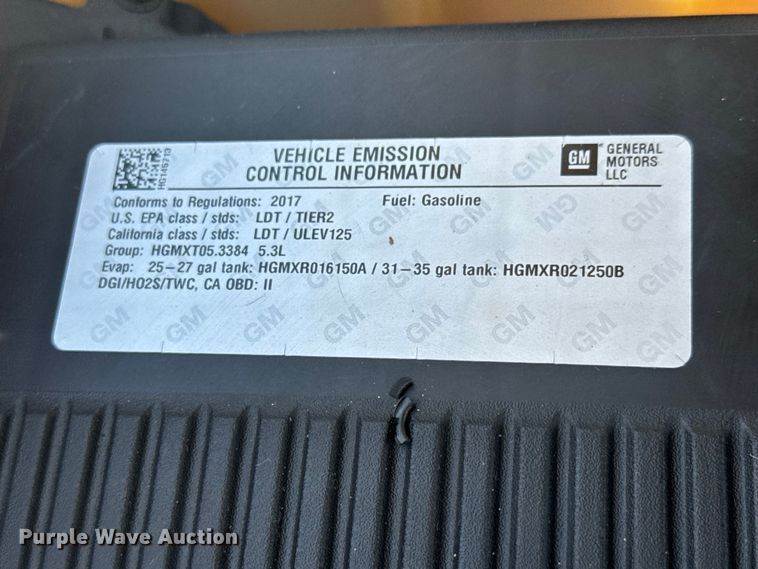 VEHICLE EMISSION
CONTROL INFORMATION
GM
GENERAL
MOTORS
LLC
Conforms to Regulations: 2017 Fuel: Gasoline
U.S. EPA class / stds: LDT / TIER2
California class / stds: LDT / ULEV125
Group: HGMXT05.3384 5.3L
Evap: 25-27 gal tank: HGMXR016150A / 31-35 gal tank: HGMXR021250B
DGI/HO2S/TWC, CA OBD: II
Purple Wave Auction